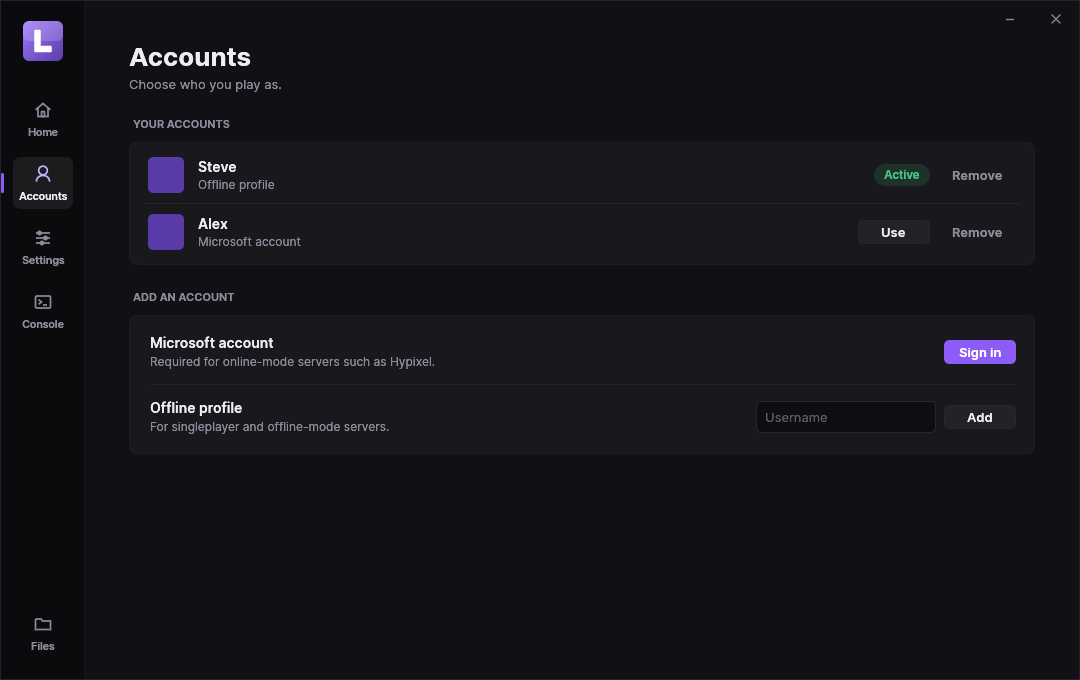 L
Accounts
Choose who you play as.
Home
YOUR ACCOUNTS
Accounts
Steve
Offline profile
Active
Remove
Alex
Microsoft account
Use
Remove
Settings
ADD AN ACCOUNT
Console
Microsoft account
Required for online-mode servers such as Hypixel.
Sign in
Offline profile
For singleplayer and offline-mode servers.
Username
Add
Files